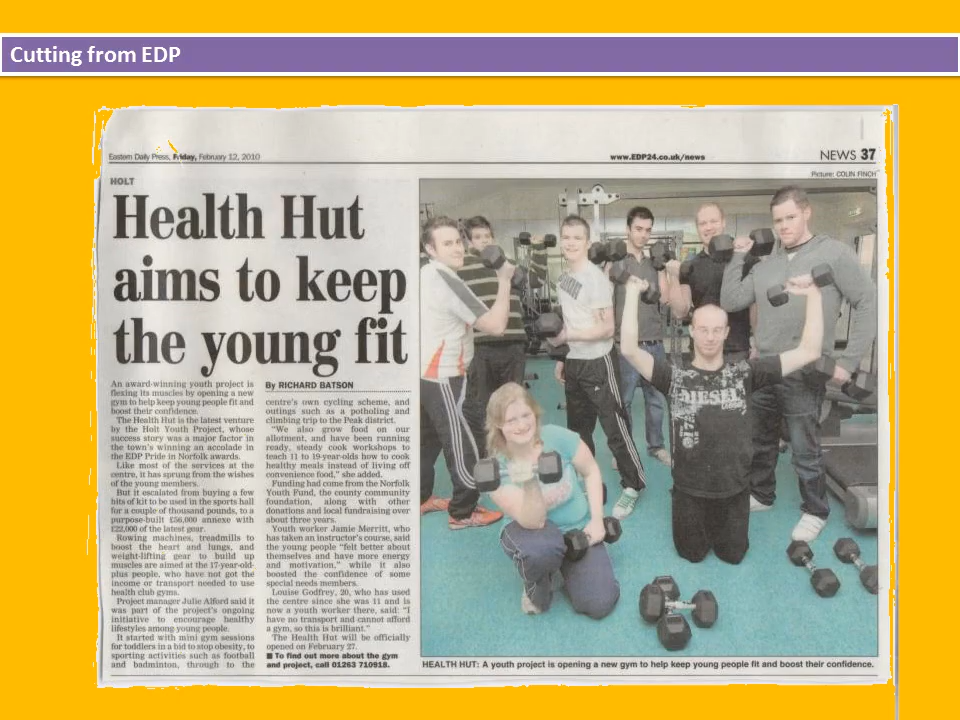 Cutting from EDP
Eastern Daily Press, Friday, February 12, 2010
www.EDP24.co.uk/news
NEWS 37
Picture: COLIN FINCH
HOLT
Health Hut
aims to keep
the young fit
An award-winning youth project is
flexing its muscles by opening a new
gym to help keep young people fit and
boost their confidence.
The Health Hut is the latest venture
by the Holt Youth Project, whose
success story was a major factor in
the town's winning an accolade in
the EDP Pride in Norfolk awards.
Like most of the services at the
centre, it has sprung from the wishes
of the young members.
But it escalated from buying a few
bits of kit to be used in the sports hall
for a couple of thousand pounds, to a
purpose-built £56,000 annexe with
£22,000 of the latest gear.
Rowing machines, treadmills to
boost the heart and lungs, and
weight-lifting gear to build up
muscles are aimed at the 17-year-old-
plus people, who have not got the
income or transport needed to use
health club gyms.
Project manager Julie Alford said it
was part of the project's ongoing
initiative to encourage healthy
lifestyles among young people.
It started with mini gym sessions
for toddlers in a bid to stop obesity, to
sporting activities such as football
and badminton, through to the
By RICHARD BATSON
centre's own cycling scheme, and
outings such as a potholing and
climbing trip to the Peak district.
"We also grow food on our
allotment, and have been running
ready, steady cook workshops to
teach 11 to 19-year-olds how to cook
healthy meals instead of living off
convenience food," she added.
Funding had come from the Norfolk
Youth Fund, the county community
foundation, along with other
donations and local fundraising over
about three years.
Youth worker Jamie Merritt, who
has taken an instructor's course, said
the young people "felt better about
themselves and have more energy
and motivation," while it also
boosted the confidence of some
special needs members.
Louise Godfrey, 20, who has used
the centre since she was 11 and is
now a youth worker there, said: "I
have no transport and cannot afford
a gym, so this is brilliant."
The Health Hut will be officially
opened on February 27.
■ To find out more about the gym
and project, call 01263 710918.
DIESEL
HEALTH HUT: A youth project is opening a new gym to help keep young people fit and boost their confidence.